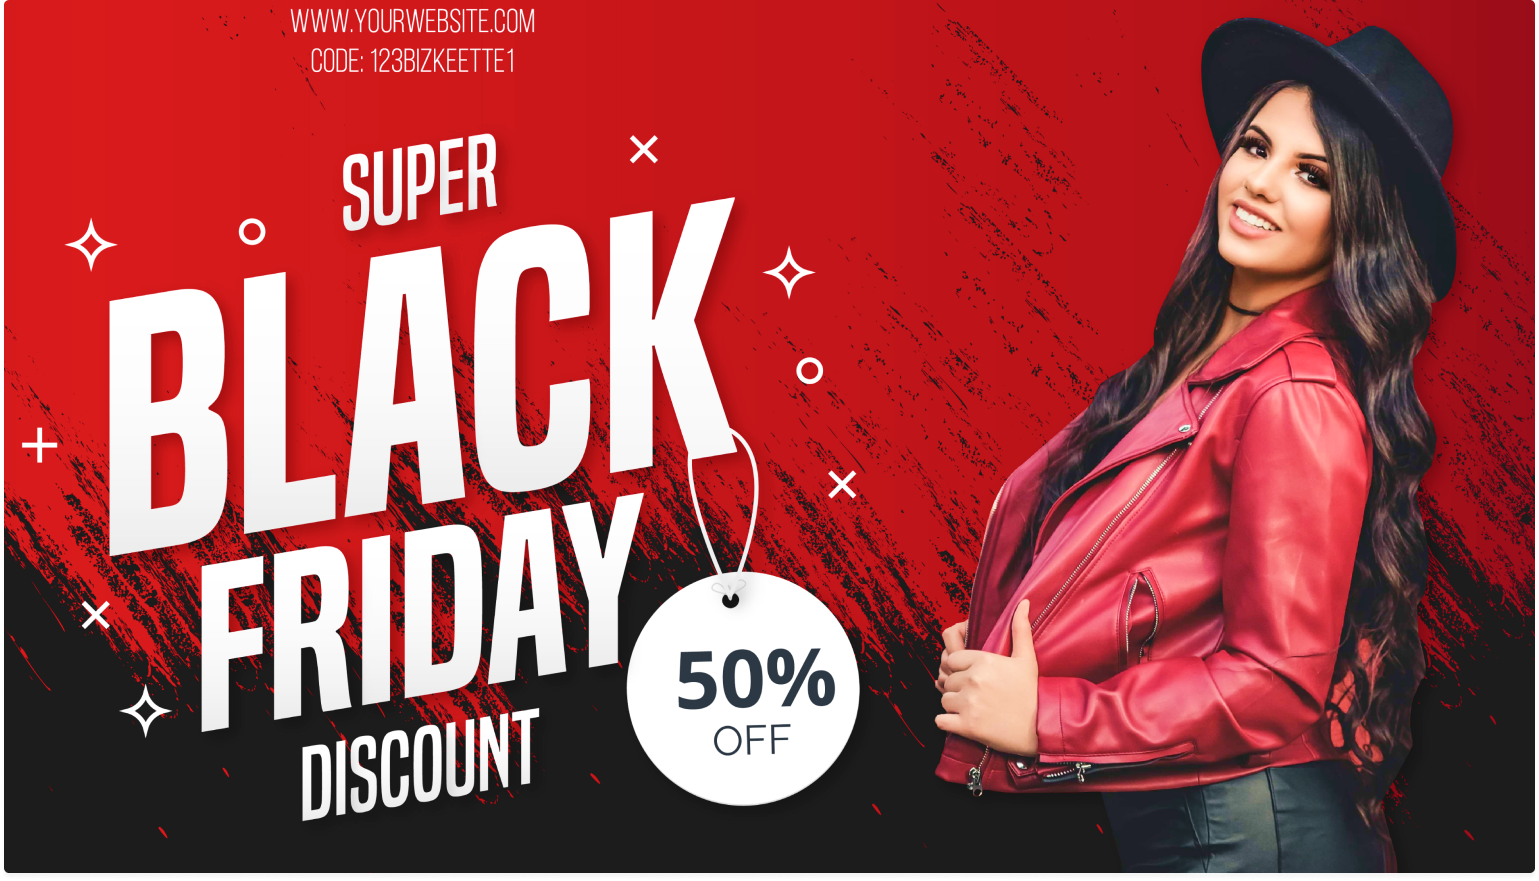 WWW.YOURWEBSITE.COM
CODE: 123BIZKEETTE1
SUPER
BLACK
FRIDAY
DISCOUNT
50%
OFF